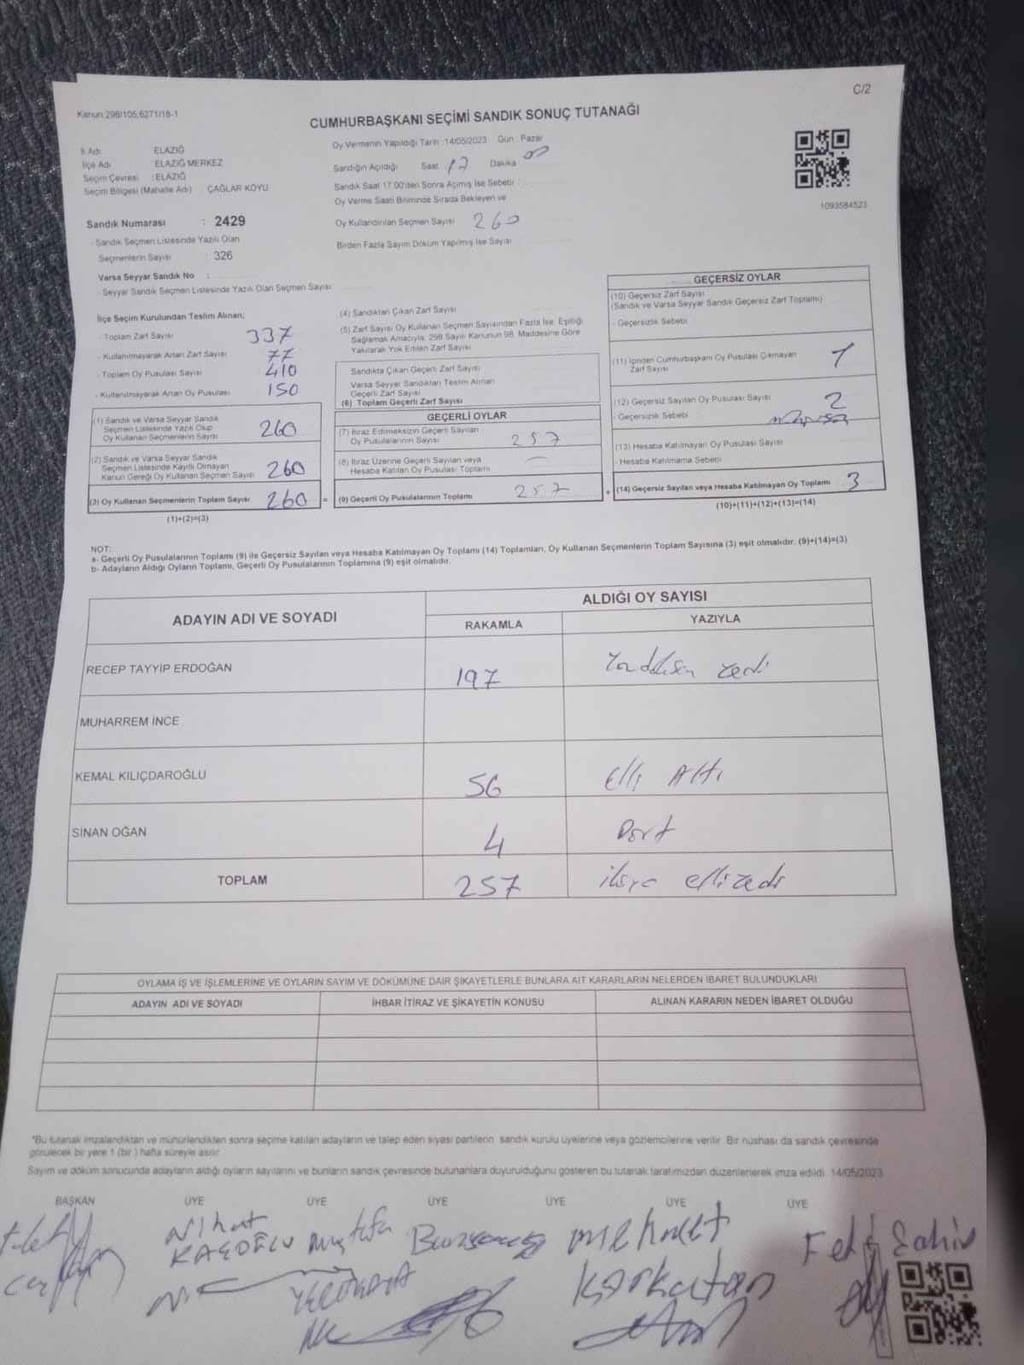 C/2
Kanun 298/105,6271/18-1
CUMHURBAŞKANI SEÇİMİ SANDIK SONUÇ TUTANAĞI
İl Adı : ELAZIĞ
İlçe Adı : ELAZIĞ MERKEZ
Seçim Çevresi : ELAZIĞ
Seçim Bölgesi (Mahalle Adı) ÇAĞLAR KÖYÜ
Sandık Numarası : 2429
- Sandık Seçmen Listesinde Yazılı Olan
Seçmenlerin Sayısı : 326
Varsa Seyyar Sandık No :
- Seyyar Sandık Seçmen Listesinde Yazılı Olan Seçmen Sayısı
Oy Vermenin Yapıldığı Tarih :14/05/2023 Gün : Pazar
Sandığın Açıldığı Saat 17 Dakika 00
Sandık Saat 17:00'den Sonra Açılmış İse Sebebi :
Oy Verme Saati Bitiminde Sırada Bekleyen ve
Oy Kullandırılan Seçmen Sayısı 260
Birden Fazla Sayım Döküm Yapılmış İse Sayısı
1093584523
İlçe Seçim Kurulundan Teslim Alınan;
- Toplam Zarf Sayısı 337
- Kullanılmayarak Artan Zarf Sayısı 77
- Toplam Oy Pusulası Sayısı 410
- Kullanılmayarak Artan Oy Pusulası 150
(1) Sandık ve Varsa Seyyar Sandık
Seçmen Listesinde Yazılı Olup
Oy Kullanan Seçmenlerin Sayısı 260
(2) Sandık ve Varsa Seyyar Sandık
Seçmen Listesinde Kayıtlı Olmayan
Kanun Gereği Oy Kullanan Seçmen Sayısı 260
(3) Oy Kullanan Seçmenlerin Toplam Sayısı 260 =
(1)+(2)=(3)
(4) Sandıktan Çıkan Zarf Sayısı
(5) Zarf Sayısı Oy Kullanan Seçmen Sayısından Fazla İse, Eşitliği
Sağlamak Amacıyla; 298 Sayılı Kanunun 98. Maddesine Göre
Yakılarak Yok Edilen Zarf Sayısı
Sandıkta Çıkan Geçerli Zarf Sayısı
Varsa Seyyar Sandıktan Teslim Alınan
Geçerli Zarf Sayısı
(6) Toplam Geçerli Zarf Sayısı
GEÇERLİ OYLAR
(7) İtiraz Edilmeksizin Geçerli Sayılan
Oy Pusulalarının Sayısı 257
(8) İtiraz Üzerine Geçerli Sayılan veya
Hesaba Katılan Oy Pusulası Toplamı —
(9) Geçerli Oy Pusulalarının Toplamı 257 +
GEÇERSİZ OYLAR
(10) Geçersiz Zarf Sayısı
(Sandık ve Varsa Seyyar Sandık Geçersiz Zarf Toplamı)
- Geçersizlik Sebebi
(11) İçinden Cumhurbaşkanı Oy Pusulası Çıkmayan
Zarf Sayısı 1
(12) Geçersiz Sayılan Oy Pusulası Sayısı 2
- Geçersizlik Sebebi
(13) Hesaba Katılmayan Oy Pusulası Sayısı
- Hesaba Katılmama Sebebi
(14) Geçersiz Sayılan veya Hesaba Katılmayan Oy Toplamı 3
(10)+(11)+(12)+(13)=(14)
NOT:
a- Geçerli Oy Pusulalarının Toplamı (9) ile Geçersiz Sayılan veya Hesaba Katılmayan Oy Toplamı (14) Toplamları, Oy Kullanan Seçmenlerin Toplam Sayısına (3) eşit olmalıdır. (9)+(14)=(3)
b- Adayların Aldığı Oyların Toplamı, Geçerli Oy Pusulalarının Toplamına (9) eşit olmalıdır.
ADAYIN ADI VE SOYADI
ALDIĞI OY SAYISI
RAKAMLA YAZIYLA
RECEP TAYYİP ERDOĞAN 197
MUHARREM İNCE
KEMAL KILIÇDAROĞLU 56 Elli Altı
SİNAN OĞAN 4 Dört
TOPLAM 257 ikiyüz elliyedi
OYLAMA İŞ VE İŞLEMLERİNE VE OYLARIN SAYIM VE DÖKÜMÜNE DAİR ŞİKAYETLERLE BUNLARA AİT KARARLARIN NELERDEN İBARET BULUNDUKLARI
ADAYIN ADI VE SOYADI İHBAR İTİRAZ VE ŞİKAYETİN KONUSU ALINAN KARARIN NEDEN İBARET OLDUĞU
*Bu tutanak imzalandıktan ve mühürlendikten sonra seçime katılan adayların ve talep eden siyasi partilerin sandık kurulu üyelerine veya gözlemcilerine verilir. Bir nüshası da sandık çevresinde
görülecek bir yere 1 (bir ) hafta süreyle asılır.
Sayım ve döküm sonucunda adayların aldığı oyların sayılarını ve bunların sandık çevresinde bulunanlara duyurulduğunu gösteren bu tutanak tarafımızdan düzenlenerek imza edildi. 14/05/2023
BAŞKAN ÜYE ÜYE ÜYE ÜYE ÜYE ÜYE
Nihat Mustafa Mehmet Şahin
Korkutan